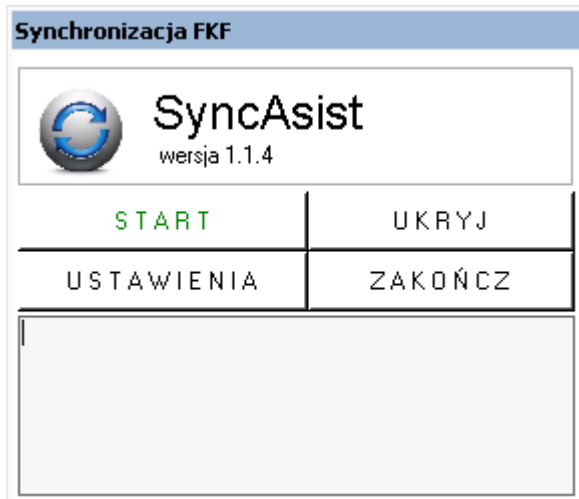 Synchronizacja FKF
SyncAsist
wersja 1.1.4
START UKRYJ
USTAWIENIA ZAKOŃCZ